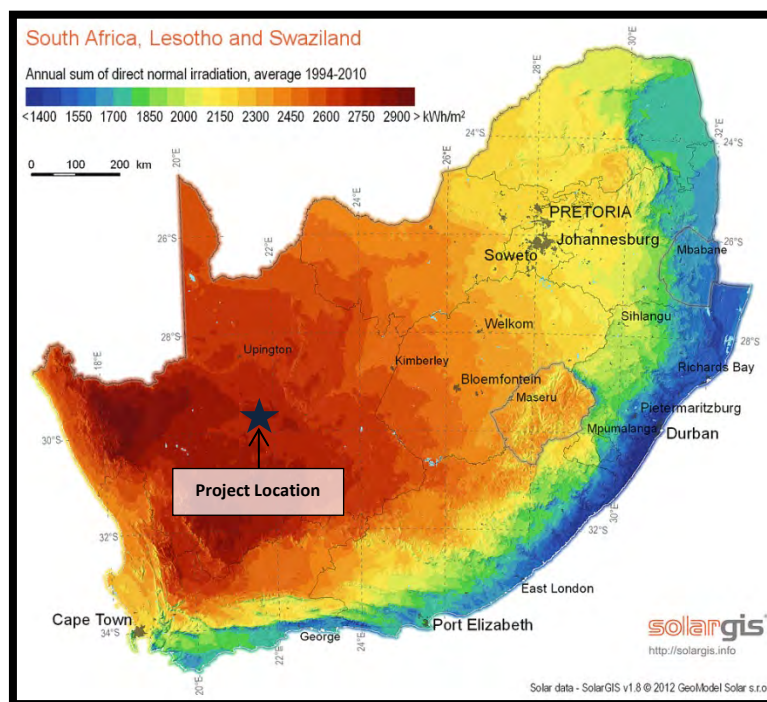 South Africa, Lesotho and Swaziland
Annual sum of direct normal irradiation, average 1994-2010
<1400 1550 1700 1850 2000 2150 2300 2450 2600 2750 2900 > kWh/m²
0 100 200 km
20°E
22°E
24°E
26°E
28°E
30°E
32°E
24°S
24°S
PRETORIA
Johannesburg
Soweto
Mbabane
26°S
26°S
Welkom
Sihlangu
28°S
28°S
Upington
Kimberley
Bloemfontein
Maseru
Richards Bay
Pietermaritzburg
Mpumalanga
Durban
18°E
30°S
30°E
Project Location
32°S
32°S
East London
Cape Town
34°S
George
Port Elizabeth
20°E
22°E
24°E
solargis
http://solargis.info
Solar data - SolarGIS v1.8 © 2012 GeoModel Solar s.r.o